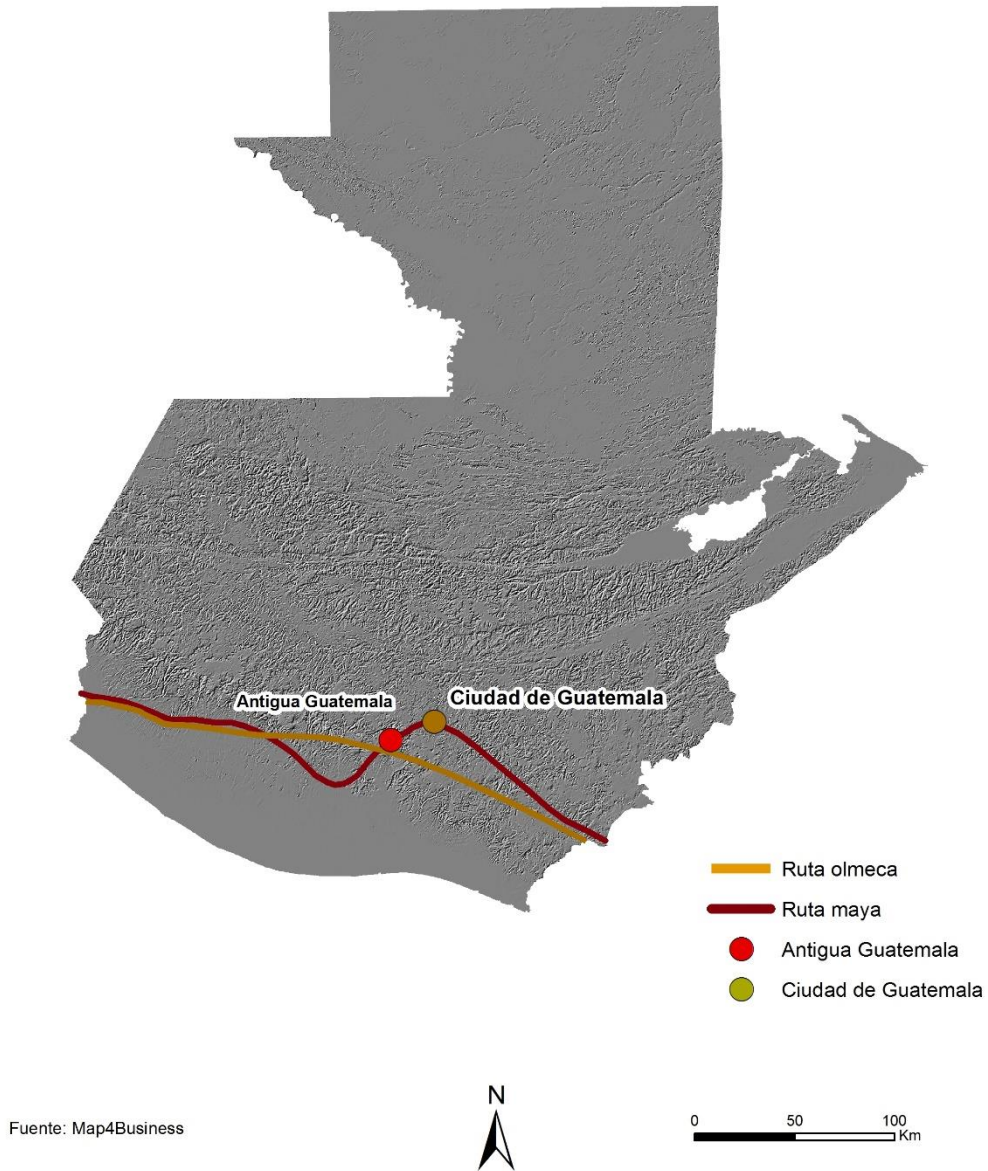 Antigua Guatemala
Ciudad de Guatemala
Ruta olmeca
Ruta maya
Antigua Guatemala
Ciudad de Guatemala
N
Fuente: Map4Business
0 50 100
Km